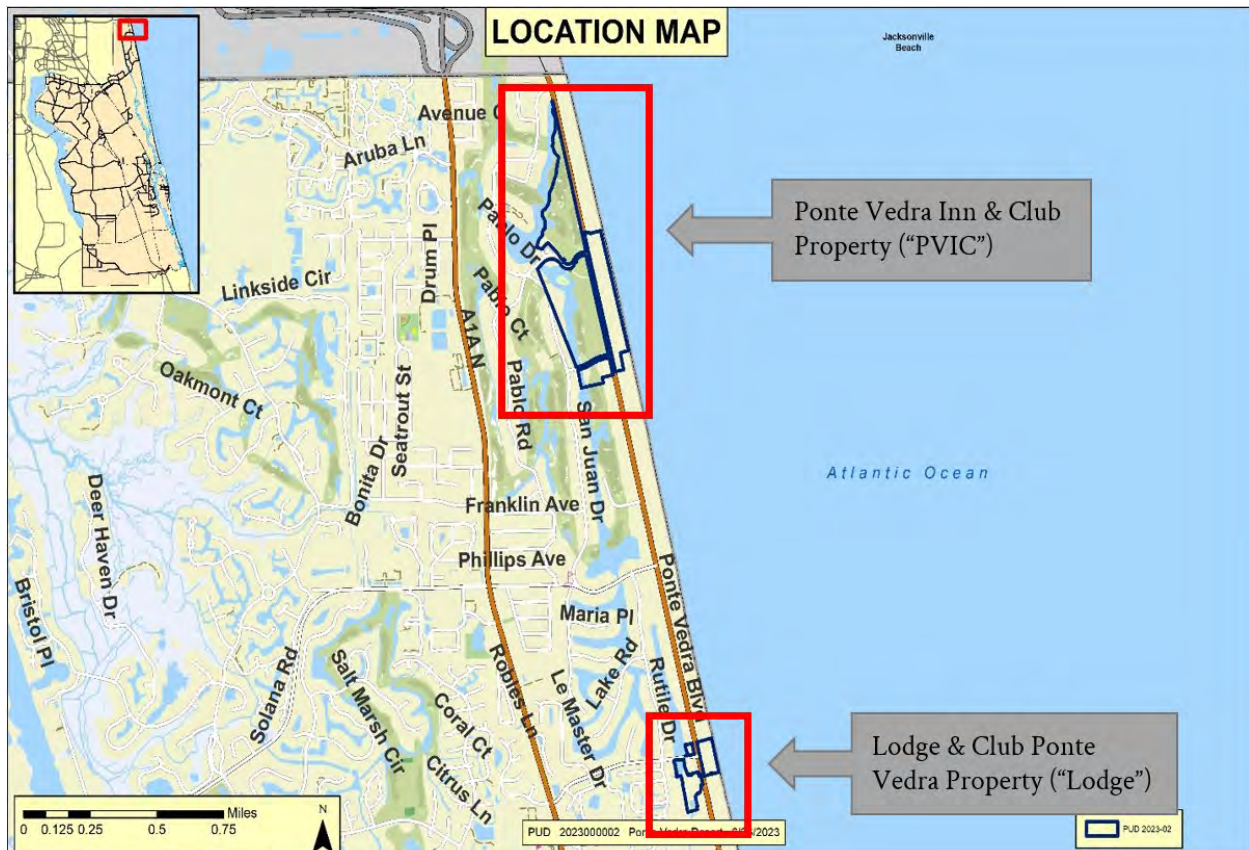 LOCATION MAP
Jacksonville
Beach
Avenue C
Aruba Ln
Ponte Vedra Inn & Club
Property (“PVIC”)
Pablo Dr
Drum Pl
Linkside Cir
Pablo Ct
A1A N
Oakmont Ct
Seatrout St
Pablo Rd
San Juan Dr
Bonita Dr
Atlantic Ocean
Deer Haven Dr
Franklin Ave
Phillips Ave
Ponte Vedra Blvd
Bristol Pl
Maria Pl
Solana Rd
Salt Marsh Cir
Robles Ln
Lake Rd
Le Master Dr
Rutile Dr
Coral Ct
Citrus Ln
Lodge & Club Ponte
Vedra Property (“Lodge”)
Miles
0 0.125 0.25 0.5 0.75
N
PUD 2023000002
PUD 2023-02